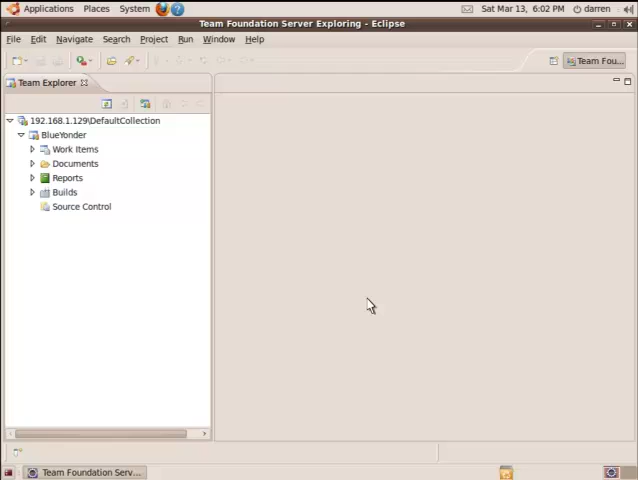 Applications Places System Sat Mar 13, 6:02 PM darren
Team Foundation Server Exploring - Eclipse
File Edit Navigate Search Project Run Window Help
Team Fou...
Team Explorer
192.168.1.129\DefaultCollection
BlueYonder
Work Items
Documents
Reports
Builds
Source Control
Team Foundation Serv...